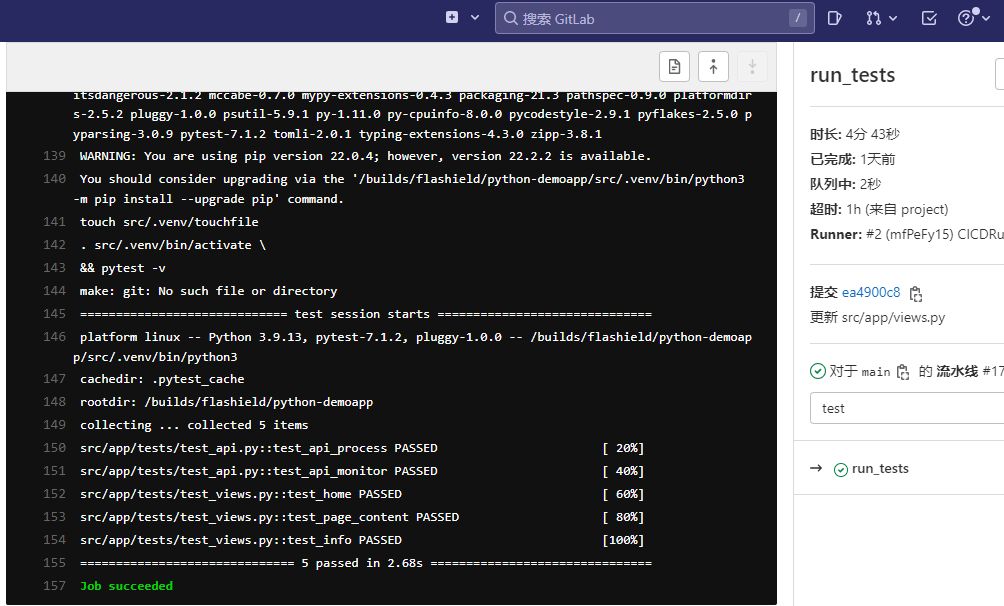 搜索 GitLab
/
itsdangerous-2.1.2 mccabe-0.7.0 mypy-extensions-0.4.3 packaging-21.3 pathspec-0.9.0 platformdir
s-2.5.2 pluggy-1.0.0 psutil-5.9.1 py-1.11.0 py-cpuinfo-8.0.0 pycodestyle-2.9.1 pyflakes-2.5.0 p
yparsing-3.0.9 pytest-7.1.2 tomli-2.0.1 typing-extensions-4.3.0 zipp-3.8.1
139 WARNING: You are using pip version 22.0.4; however, version 22.2.2 is available.
140 You should consider upgrading via the '/builds/flashield/python-demoapp/src/.venv/bin/python3
-m pip install --upgrade pip' command.
141 touch src/.venv/touchfile
142 . src/.venv/bin/activate \
143 && pytest -v
144 make: git: No such file or directory
145 ============================= test session starts ==============================
146 platform linux -- Python 3.9.13, pytest-7.1.2, pluggy-1.0.0 -- /builds/flashield/python-demoap
p/src/.venv/bin/python3
147 cachedir: .pytest_cache
148 rootdir: /builds/flashield/python-demoapp
149 collecting ... collected 5 items
150 src/app/tests/test_api.py::test_api_process PASSED [ 20%]
151 src/app/tests/test_api.py::test_api_monitor PASSED [ 40%]
152 src/app/tests/test_views.py::test_home PASSED [ 60%]
153 src/app/tests/test_views.py::test_page_content PASSED [ 80%]
154 src/app/tests/test_views.py::test_info PASSED [100%]
155 ============================== 5 passed in 2.68s ===============================
157 Job succeeded
run_tests
时长: 4分 43秒
已完成: 1天前
队列中: 2秒
超时: 1h (来自 project)
Runner: #2 (mfPeFy15) CICDRu
提交 ea4900c8
更新 src/app/views.py
对于 main 的 流水线 #17
test
→ run_tests